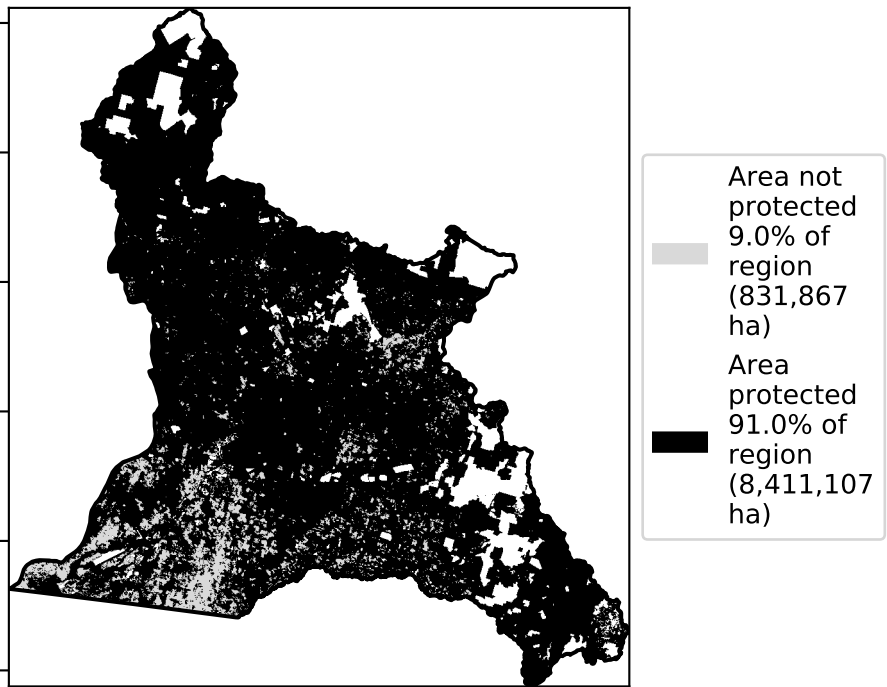 Area not
protected
9.0% of
region
(831,867
ha)
Area
protected
91.0% of
region
(8,411,107
ha)